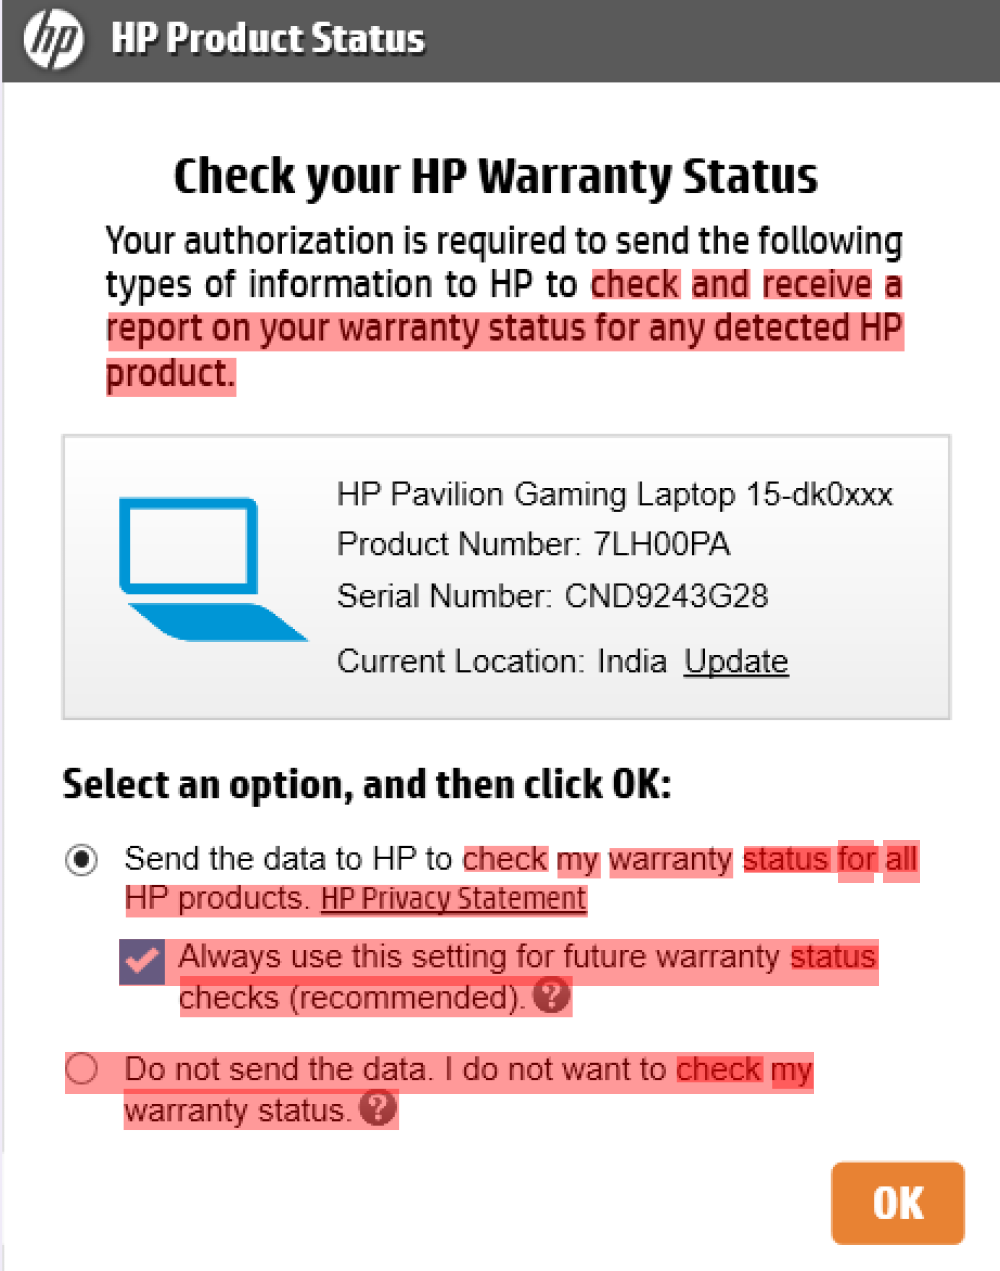 hp HP Product Status
Check your HP Warranty Status
Your authorization is required to send the following
types of information to HP to check and receive a
report on your warranty status for any detected HP
product.
HP Pavilion Gaming Laptop 15-dk0xxx
Product Number: 7LH00PA
Serial Number: CND9243G28
Current Location: India Update
Select an option, and then click OK:
Send the data to HP to check my warranty status for all
HP products. HP Privacy Statement
Always use this setting for future warranty status
checks (recommended). ?
Do not send the data. I do not want to check my
warranty status. ?
OK